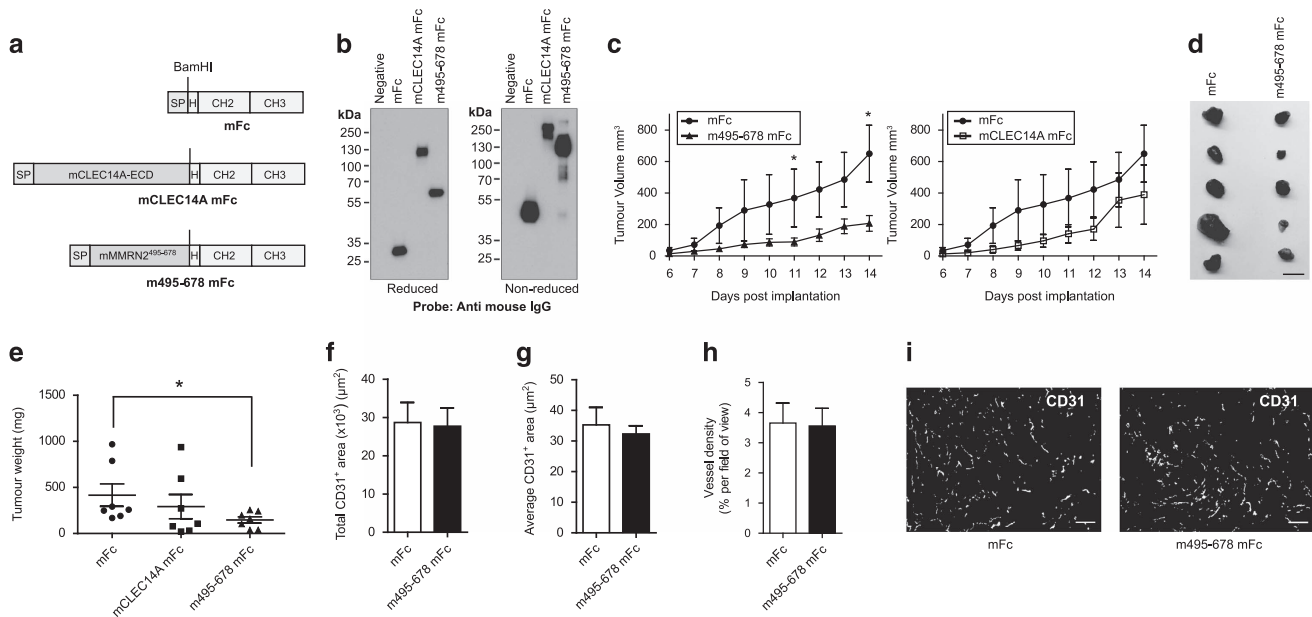 a
BamHI
SP H CH2 CH3
mFc
SP mCLEC14A-ECD H CH2 CH3
mCLEC14A mFc
SP mMMRN2495-678 H CH2 CH3
m495-678 mFc
b
Negative
mFc
mCLEC14A mFc
m495-678 mFc
kDa
250
130
100
70
55
35
25
Reduced
Negative
mFc
mCLEC14A mFc
m495-678 mFc
kDa
250
130
100
70
55
35
25
Non-reduced
Probe: Anti mouse IgG
c
Tumour Volume mm3
800
600
400
200
0
mFc
m495-678 mFc
*
*
6 7 8 9 10 11 12 13 14
Days post implantation
Tumour Volume mm3
800
600
400
200
0
mFc
mCLEC14A mFc
6 7 8 9 10 11 12 13 14
Days post implantation
d
mFc
m495-678 mFc
e
Tumour weight (mg)
1500
1000
500
0
*
mFc
mCLEC14A mFc
m495-678 mFc
f
Total CD31+ area (x103) (µm2)
40
30
20
10
0
mFc
m495-678 mFc
g
Average CD31+ area (µm2)
50
40
30
20
10
0
mFc
m495-678 mFc
h
Vessel density
(% per field of view)
5
4
3
2
1
0
mFc
m495-678 mFc
i
CD31
mFc
CD31
m495-678 mFc